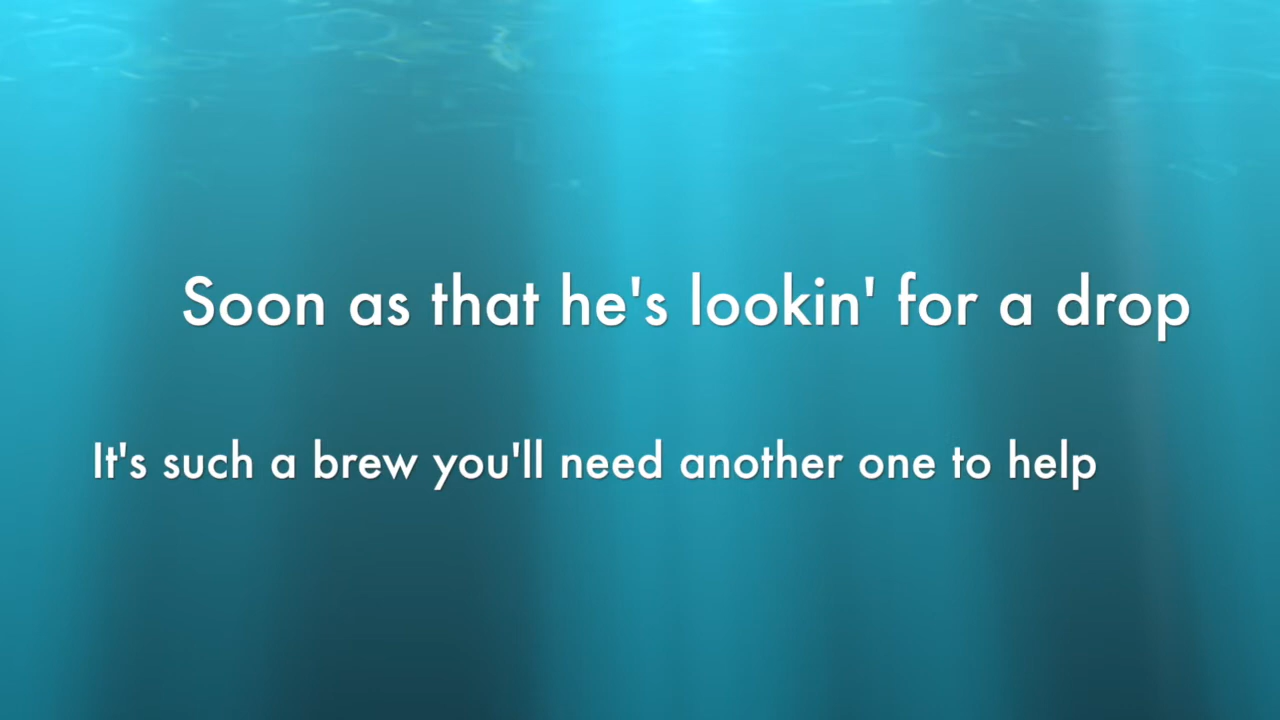 Soon as that he's lookin' for a drop
It's such a brew you'll need another one to help